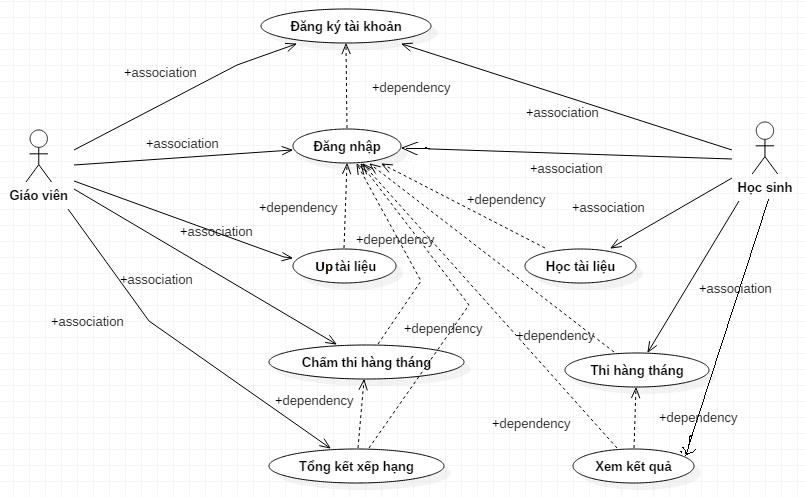 Đăng ký tài khoản
+association
+dependency
+association
+association
Đăng nhập
+association
Giáo viên
Học sinh
+dependency
+dependency
+association
+association
+dependency
Up tài liệu
Học tài liệu
+association
+association
+association
+dependency
+dependency
Chấm thi hàng tháng
Thi hàng tháng
+dependency
+dependency
+dependency
Tổng kết xếp hạng
Xem kết quả